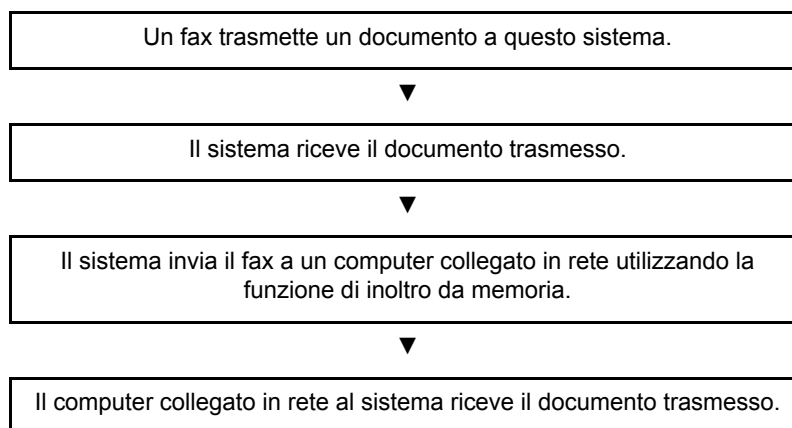 Un fax trasmette un documento a questo sistema.
▼
Il sistema riceve il documento trasmesso.
▼
Il sistema invia il fax a un computer collegato in rete utilizzando la
funzione di inoltro da memoria.
▼
Il computer collegato in rete al sistema riceve il documento trasmesso.